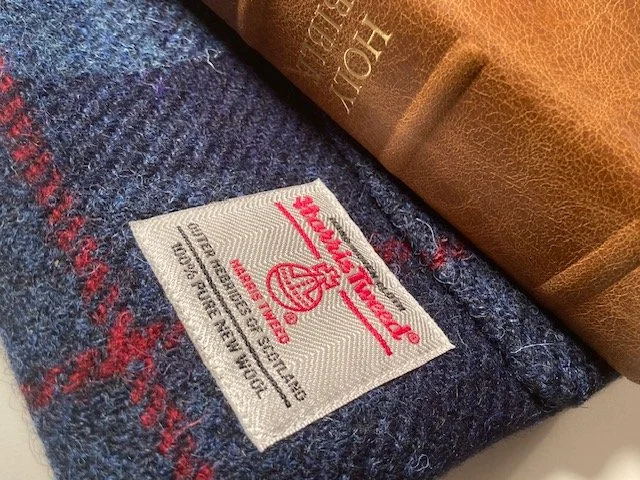 HOLY
BIBLE
Harris Tweed®
HARRIS TWEED®
OUTER HEBRIDES OF SCOTLAND
100% PURE NEW WOOL